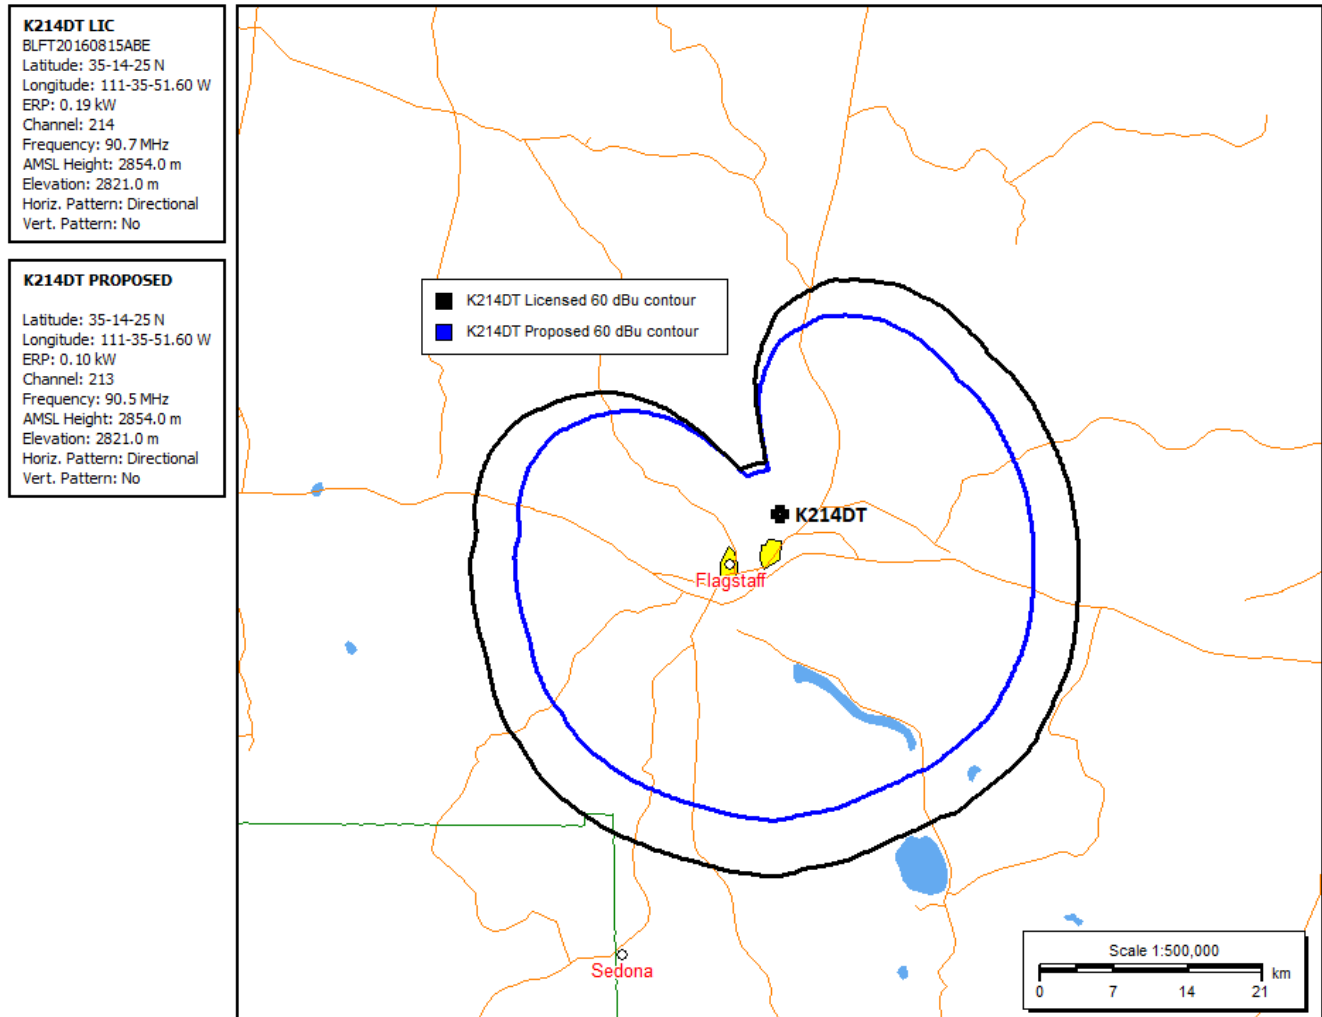 K214DT LIC
BLFT20160815ABE
Latitude: 35-14-25 N
Longitude: 111-35-51.60 W
ERP: 0.19 kW
Channel: 214
Frequency: 90.7 MHz
AMSL Height: 2854.0 m
Elevation: 2821.0 m
Horiz. Pattern: Directional
Vert. Pattern: No
K214DT PROPOSED
Latitude: 35-14-25 N
Longitude: 111-35-51.60 W
ERP: 0.10 kW
Channel: 213
Frequency: 90.5 MHz
AMSL Height: 2854.0 m
Elevation: 2821.0 m
Horiz. Pattern: Directional
Vert. Pattern: No
K214DT Licensed 60 dBu contour
K214DT Proposed 60 dBu contour
K214DT
Flagstaff
Sedona
Scale 1:500,000
km
0 7 14 21